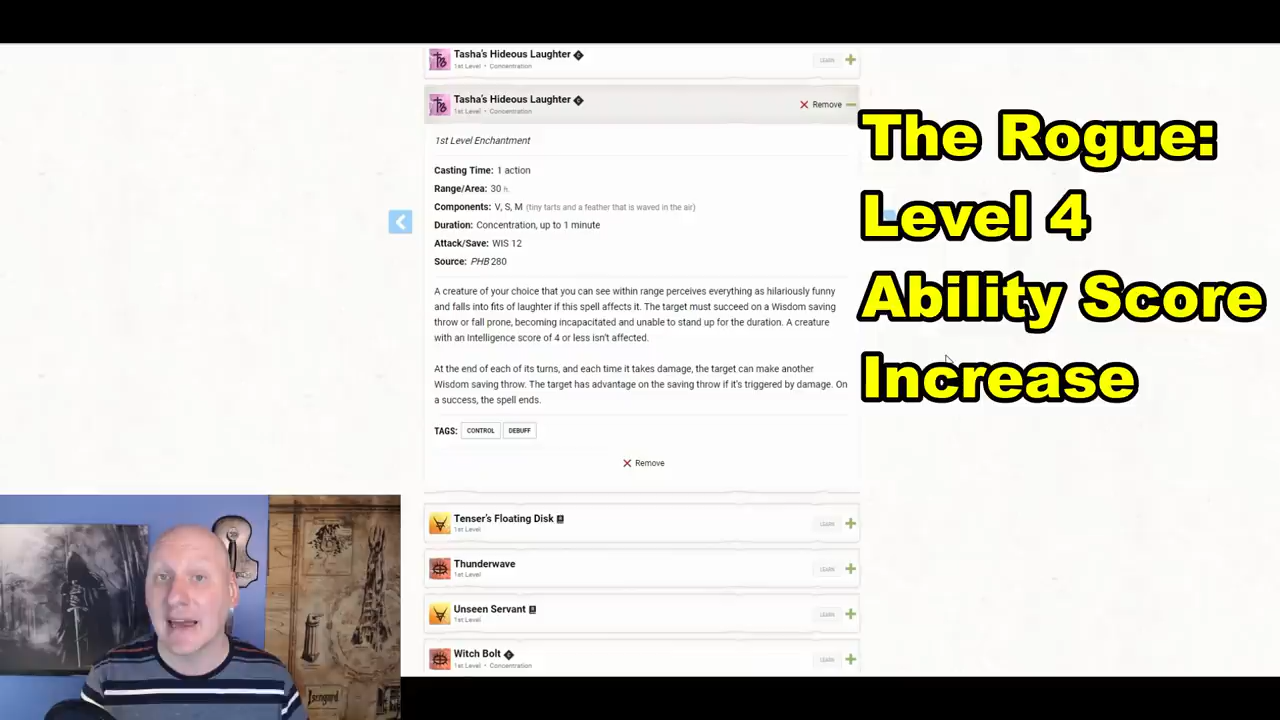 Tasha's Hideous Laughter
1st Level • Concentration
LEARN
Tasha's Hideous Laughter
1st Level • Concentration
Remove
1st Level Enchantment
Casting Time: 1 action
Range/Area: 30 ft.
Components: V, S, M (tiny tarts and a feather that is waved in the air)
Duration: Concentration, up to 1 minute
Attack/Save: WIS 12
Source: PHB 280
A creature of your choice that you can see within range perceives everything as hilariously funny
and falls into fits of laughter if this spell affects it. The target must succeed on a Wisdom saving
throw or fall prone, becoming incapacitated and unable to stand up for the duration. A creature
with an Intelligence score of 4 or less isn't affected.
At the end of each of its turns, and each time it takes damage, the target can make another
Wisdom saving throw. The target has advantage on the saving throw if it's triggered by damage. On
a success, the spell ends.
TAGS: CONTROL DEBUFF
Remove
Tenser's Floating Disk
1st Level
LEARN
Thunderwave
1st Level
LEARN
Unseen Servant
1st Level
LEARN
Witch Bolt
1st Level • Concentration
LEARN
The Rogue:
Level 4
Ability Score
Increase
Isengard